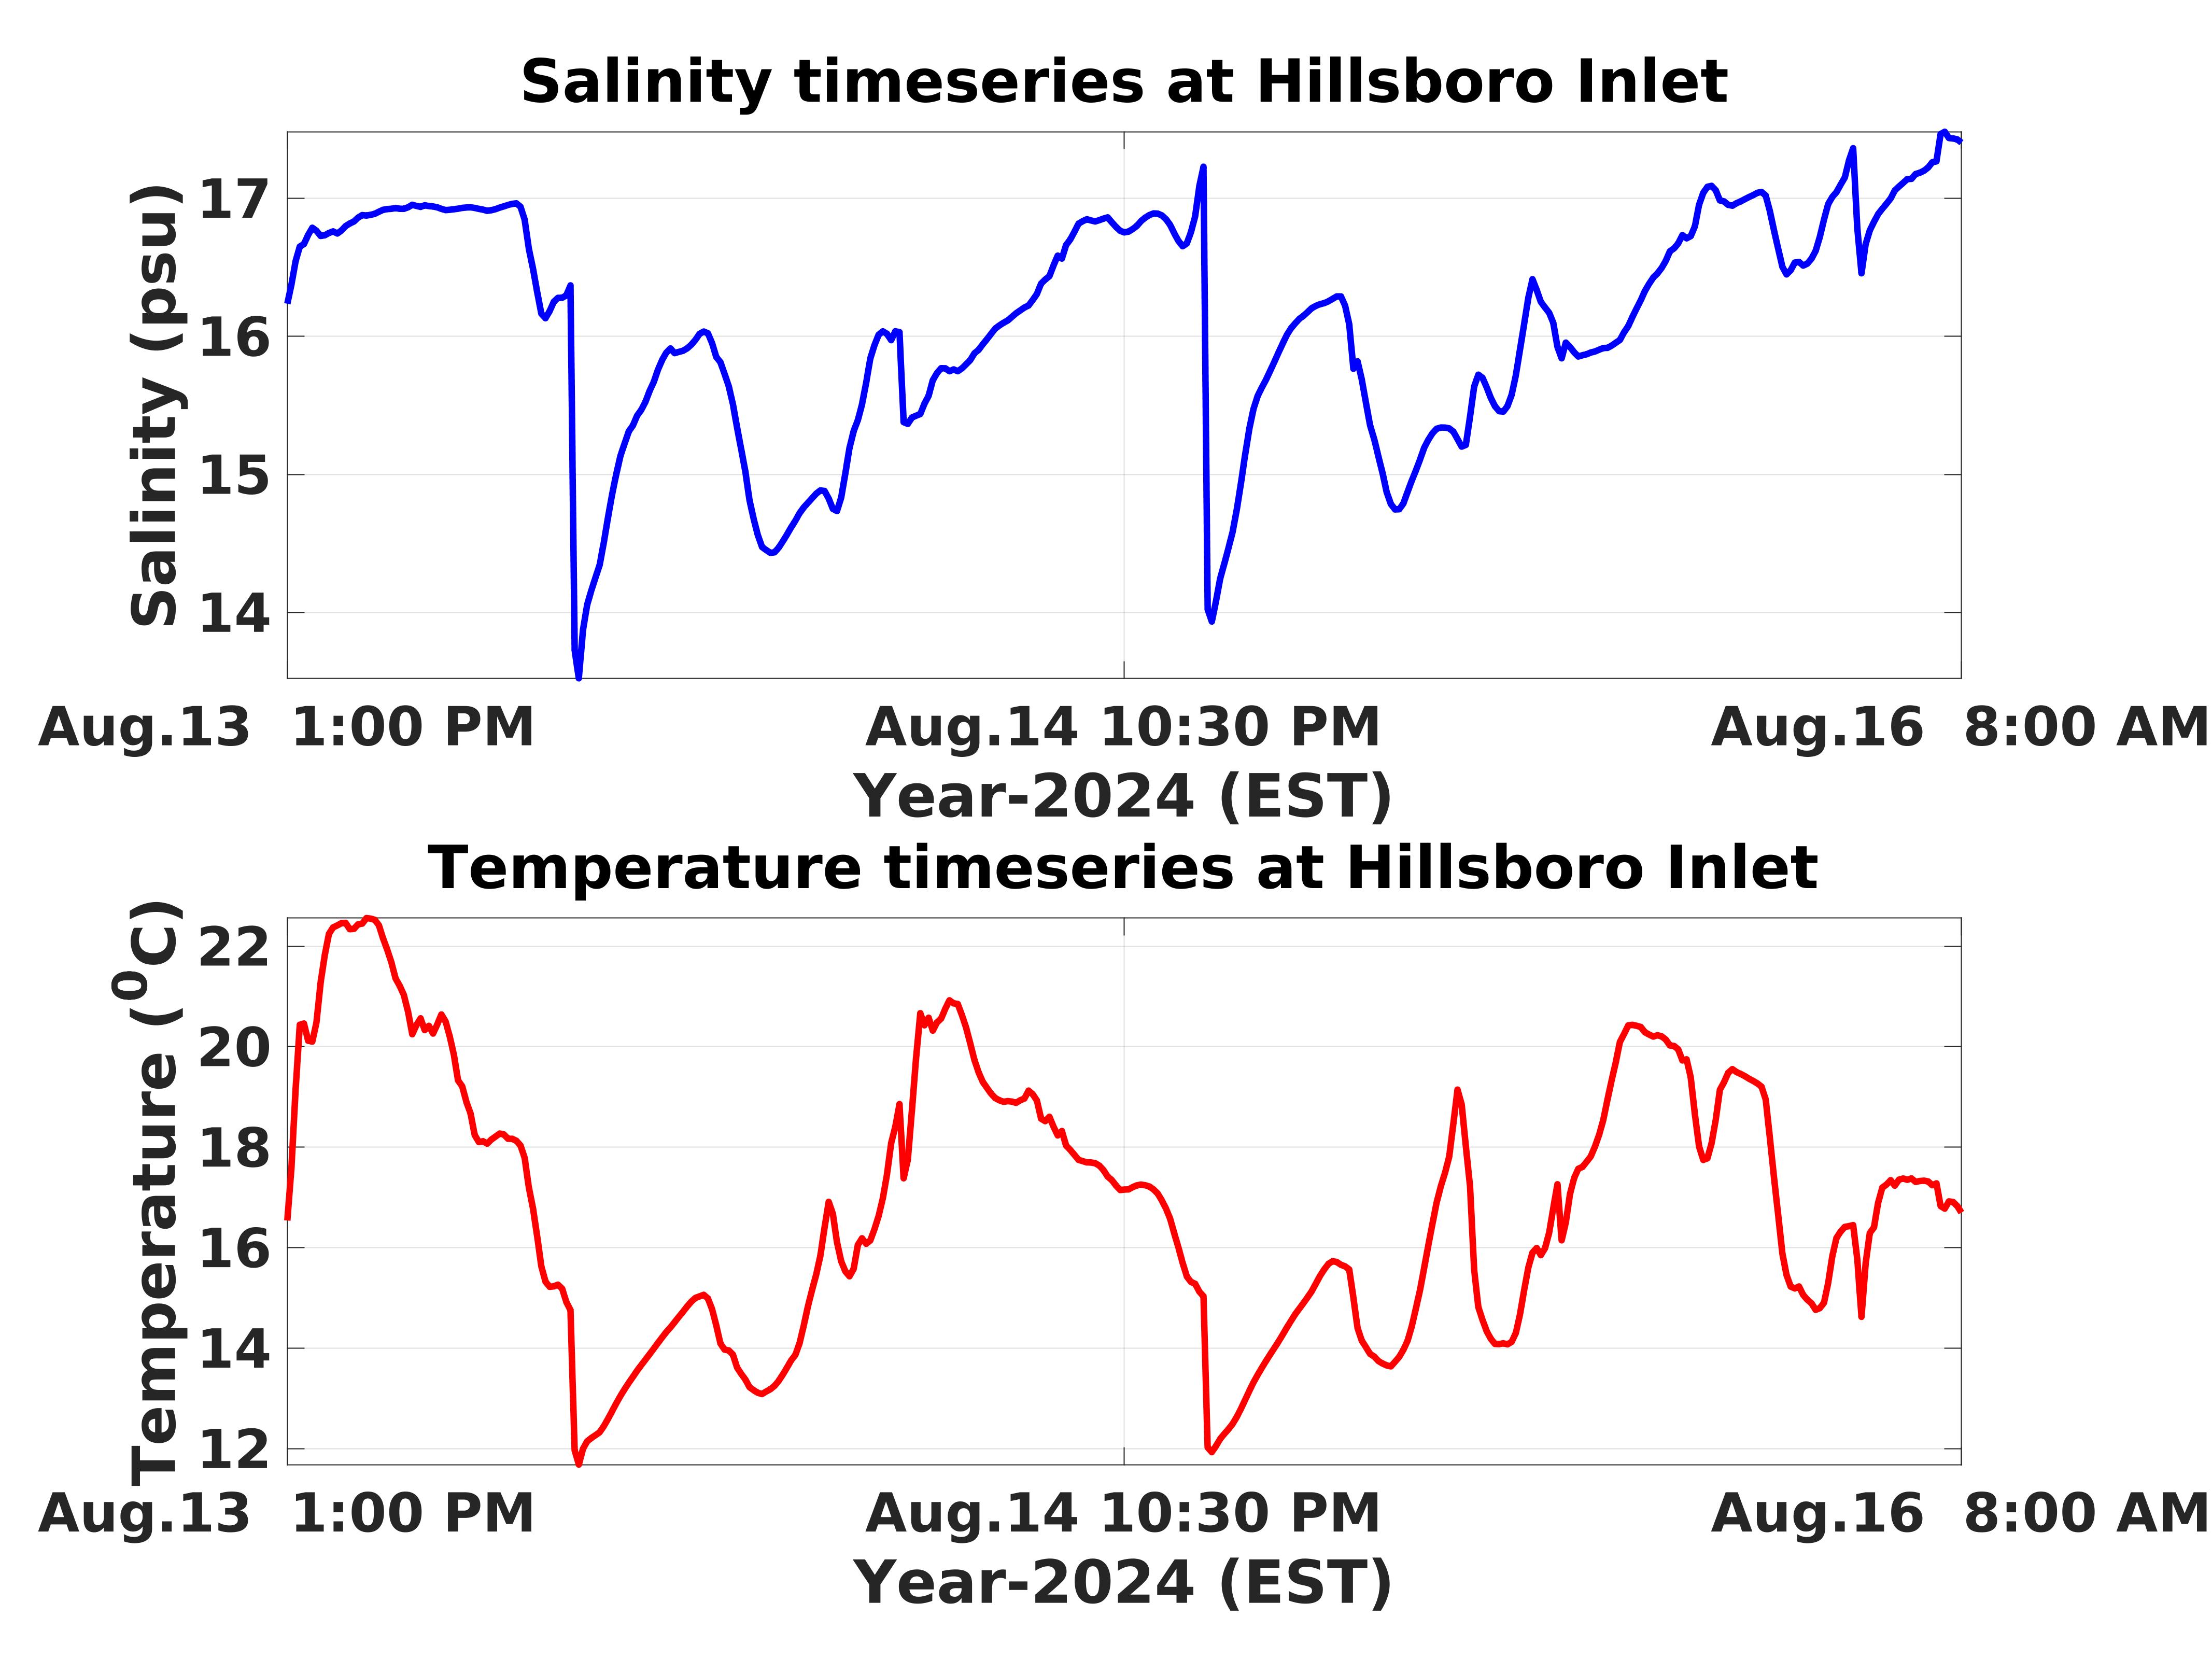 Salinity timeseries at Hillsboro Inlet
Salinity (psu)
17
16
15
14
Aug.13  1:00 PM Aug.14 10:30 PM Aug.16  8:00 AM
Year-2024 (EST)
Temperature timeseries at Hillsboro Inlet
Temperature (⁰C)
22
20
18
16
14
12
Aug.13  1:00 PM Aug.14 10:30 PM Aug.16  8:00 AM
Year-2024 (EST)